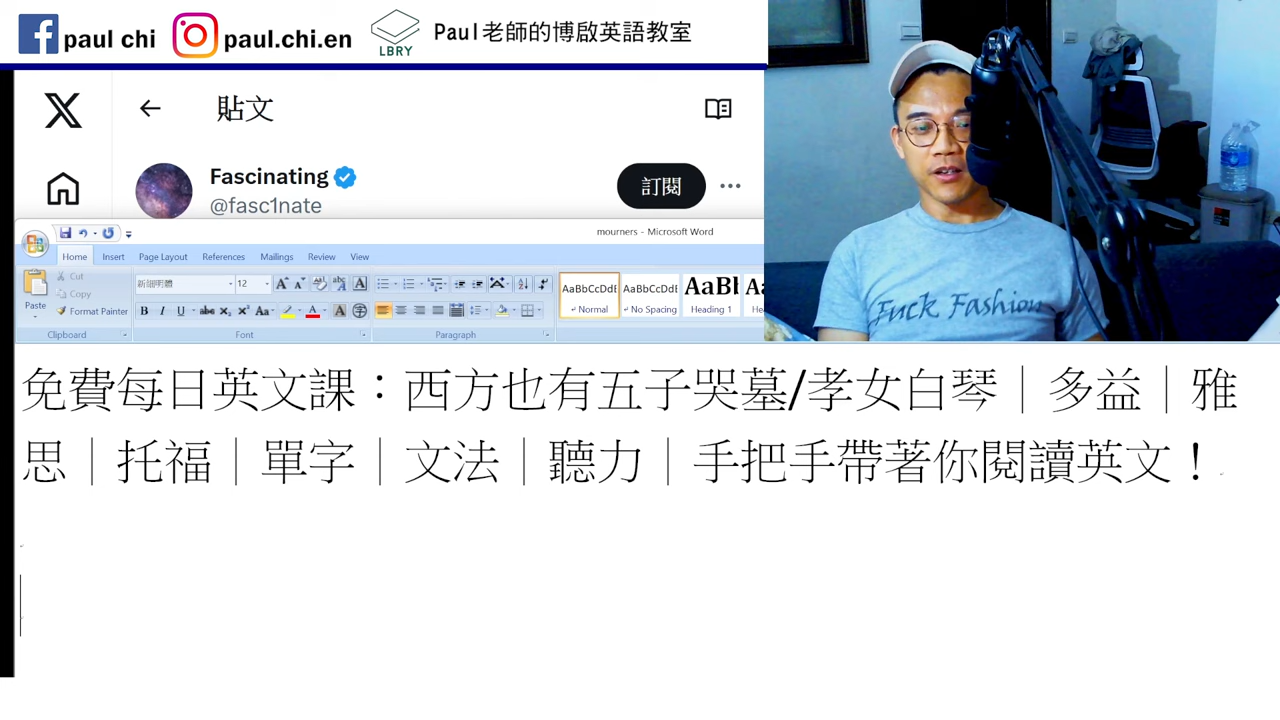 paul chi
paul.chi.en
LBRY
Paul老師的博啟英語教室
貼文
Fascinating
@fasc1nate
訂閱
mourners - Microsoft Word
Home Insert Page Layout References Mailings Review View
Paste
Cut
Copy
Format Painter
新細明體 12
B I U abc X₂ X² Aa A A
AaBbCcDdE AaBbCcDdE AaBb
Normal No Spacing Heading 1
Clipboard Font Paragraph
Fuck Fashion
免費每日英文課：西方也有五子哭墓/孝女白琴｜多益｜雅
思｜托福｜單字｜文法｜聽力｜手把手帶著你閱讀英文！